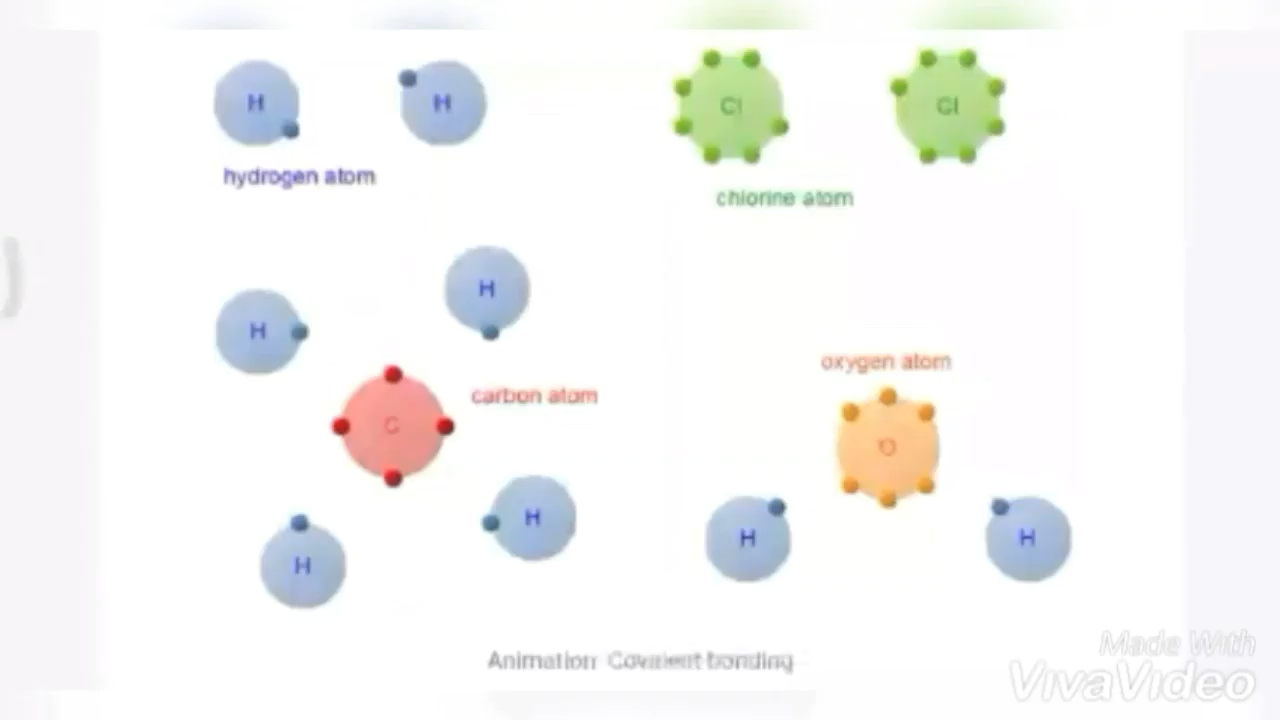 H
H
Cl
Cl
hydrogen atom
chlorine atom
H
H
oxygen atom
carbon atom
C
O
H
H
H
H
Animation: Covalent bonding
Made With
VivaVideo